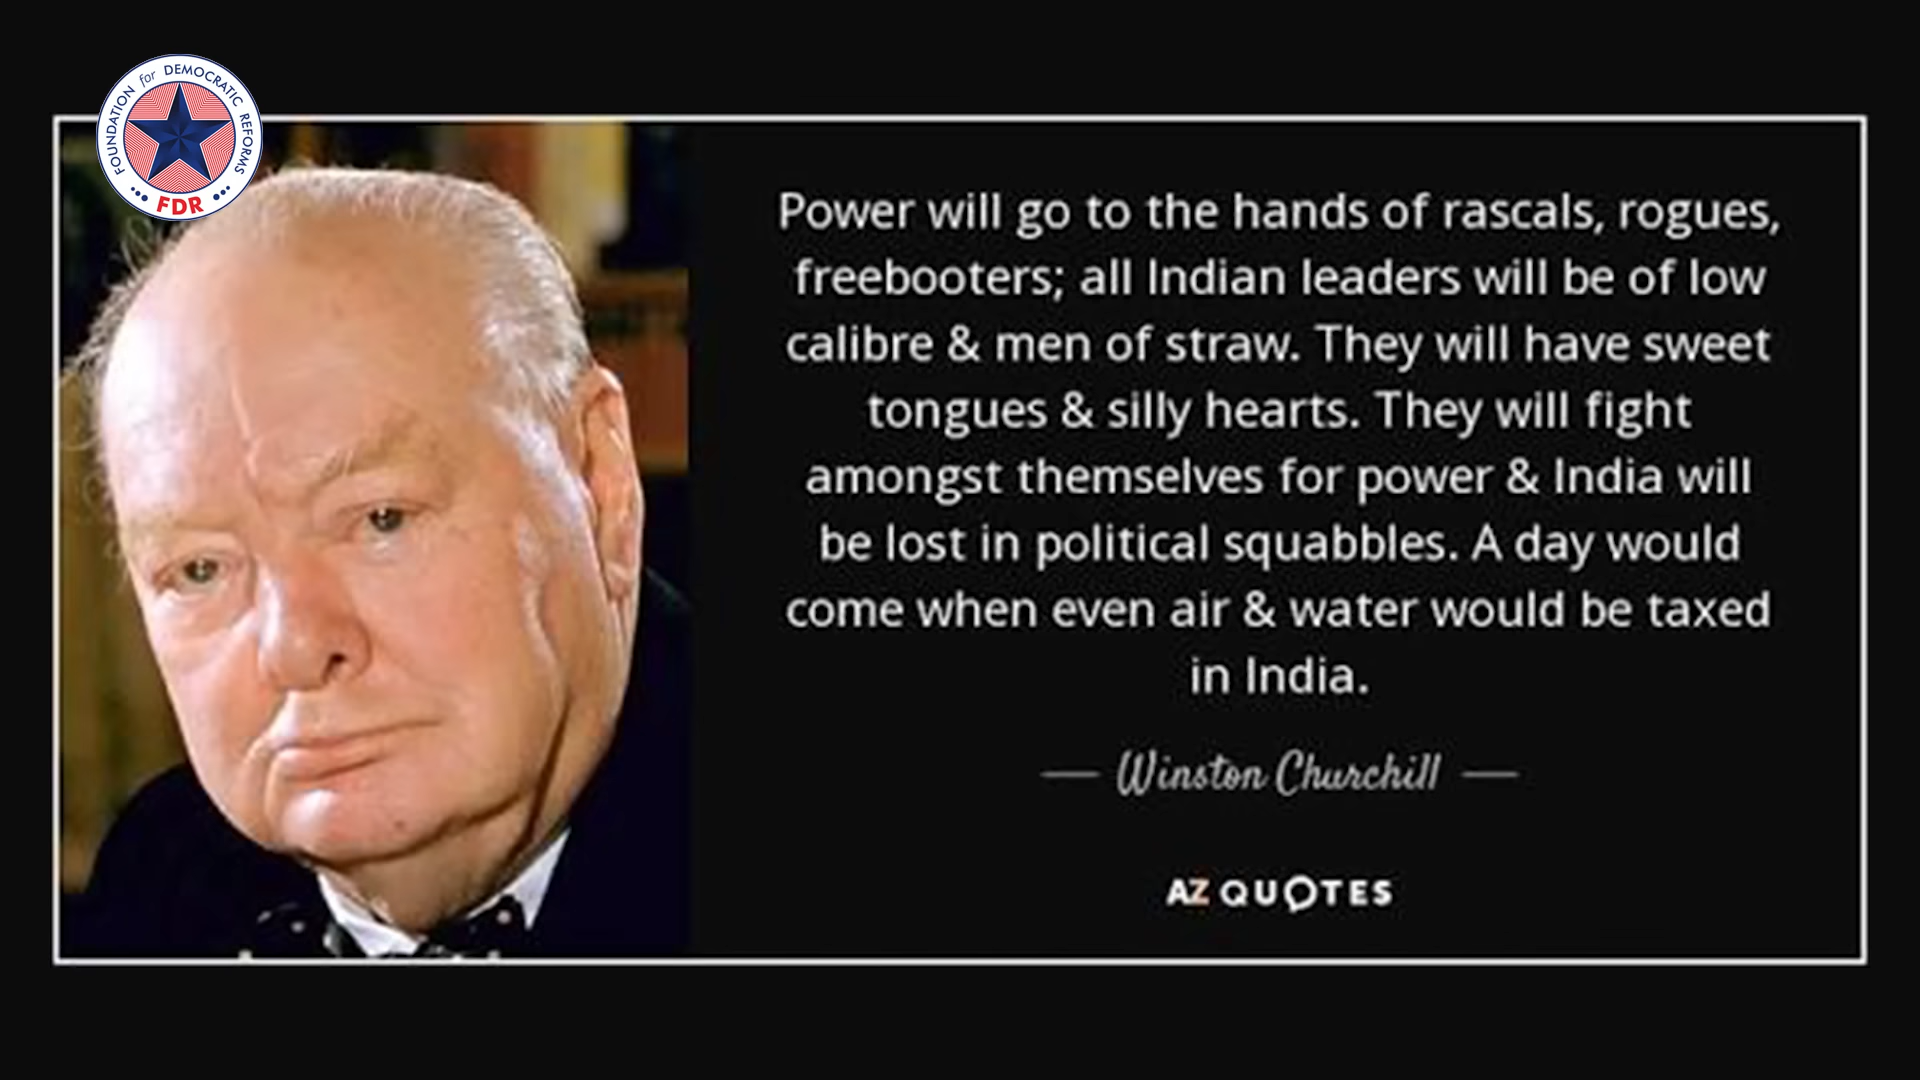 FOUNDATION for DEMOCRATIC REFORMS
FDR
Power will go to the hands of rascals, rogues,
freebooters; all Indian leaders will be of low
calibre & men of straw. They will have sweet
tongues & silly hearts. They will fight
amongst themselves for power & India will
be lost in political squabbles. A day would
come when even air & water would be taxed
in India.
Winston Churchill
AZ QUOTES